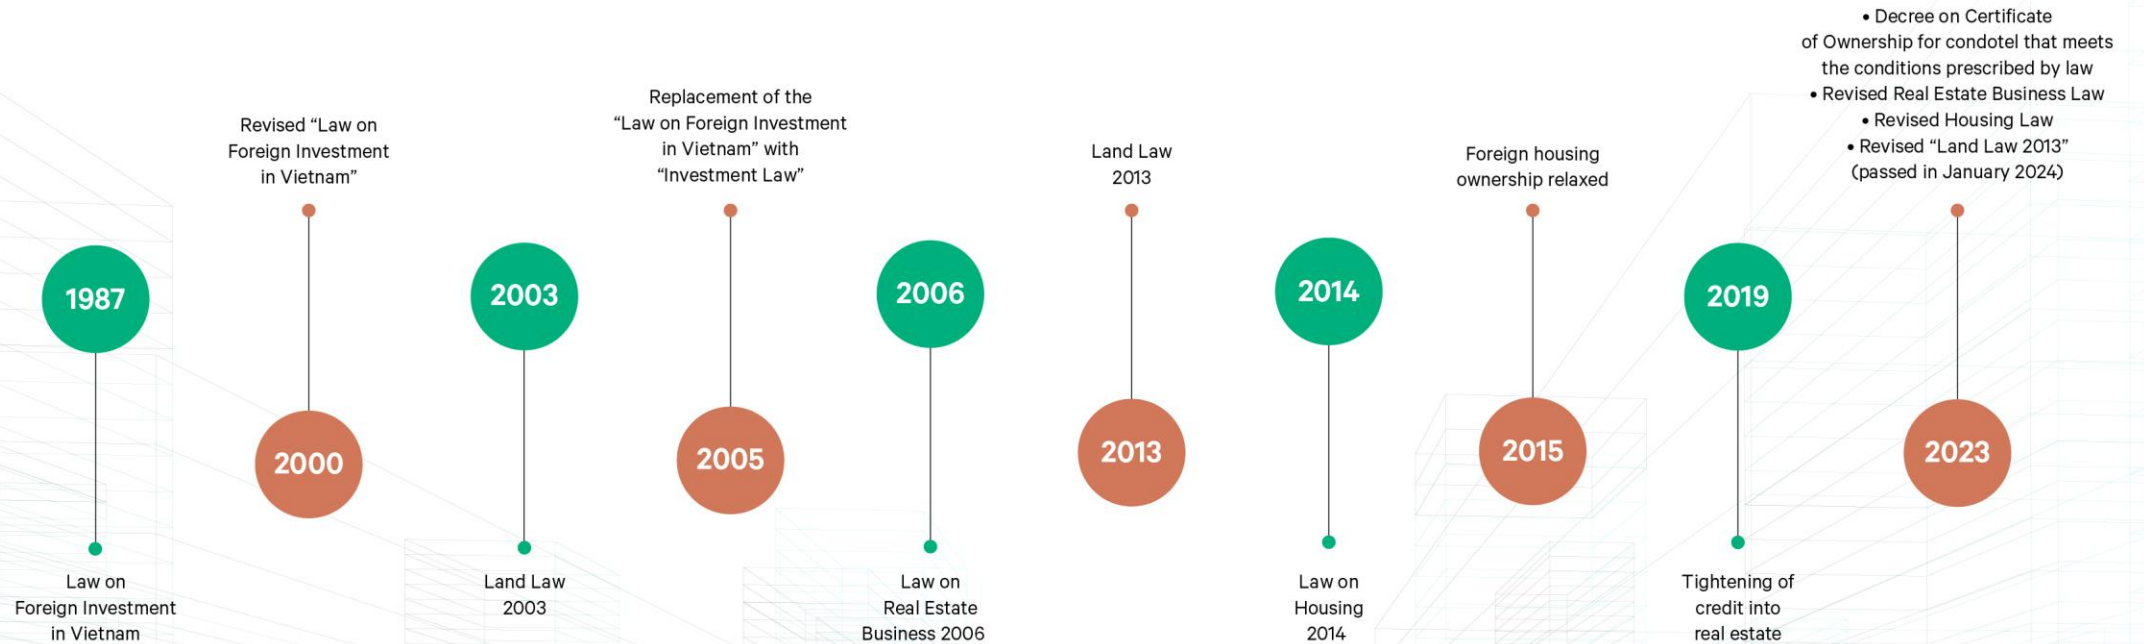 1987
Law on
Foreign Investment
in Vietnam
Revised “Law on
Foreign Investment
in Vietnam”
2000
2003
Land Law
2003
Replacement of the
“Law on Foreign Investment
in Vietnam” with
“Investment Law”
2005
2006
Law on
Real Estate
Business 2006
Land Law
2013
2013
2014
Law on
Housing
2014
Foreign housing
ownership relaxed
2015
2019
Tightening of
credit into
real estate
• Decree on Certificate
of Ownership for condotel that meets
the conditions prescribed by law
• Revised Real Estate Business Law
• Revised Housing Law
• Revised “Land Law 2013”
(passed in January 2024)
2023